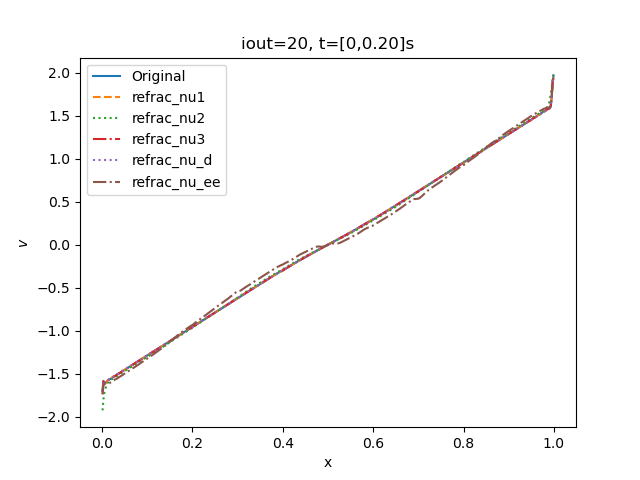 iout=20, t=[0,0.20]s
Original
refrac_nu1
refrac_nu2
refrac_nu3
refrac_nu_d
refrac_nu_ee
2.0
1.5
1.0
0.5
0.0
−0.5
−1.0
−1.5
−2.0
v
0.0 0.2 0.4 0.6 0.8 1.0
x